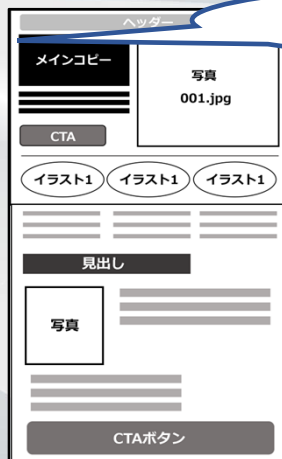 ヘッダー
メインコピー
写真
001.jpg
CTA
イラスト1
イラスト1
イラスト1
見出し
写真
CTAボタン